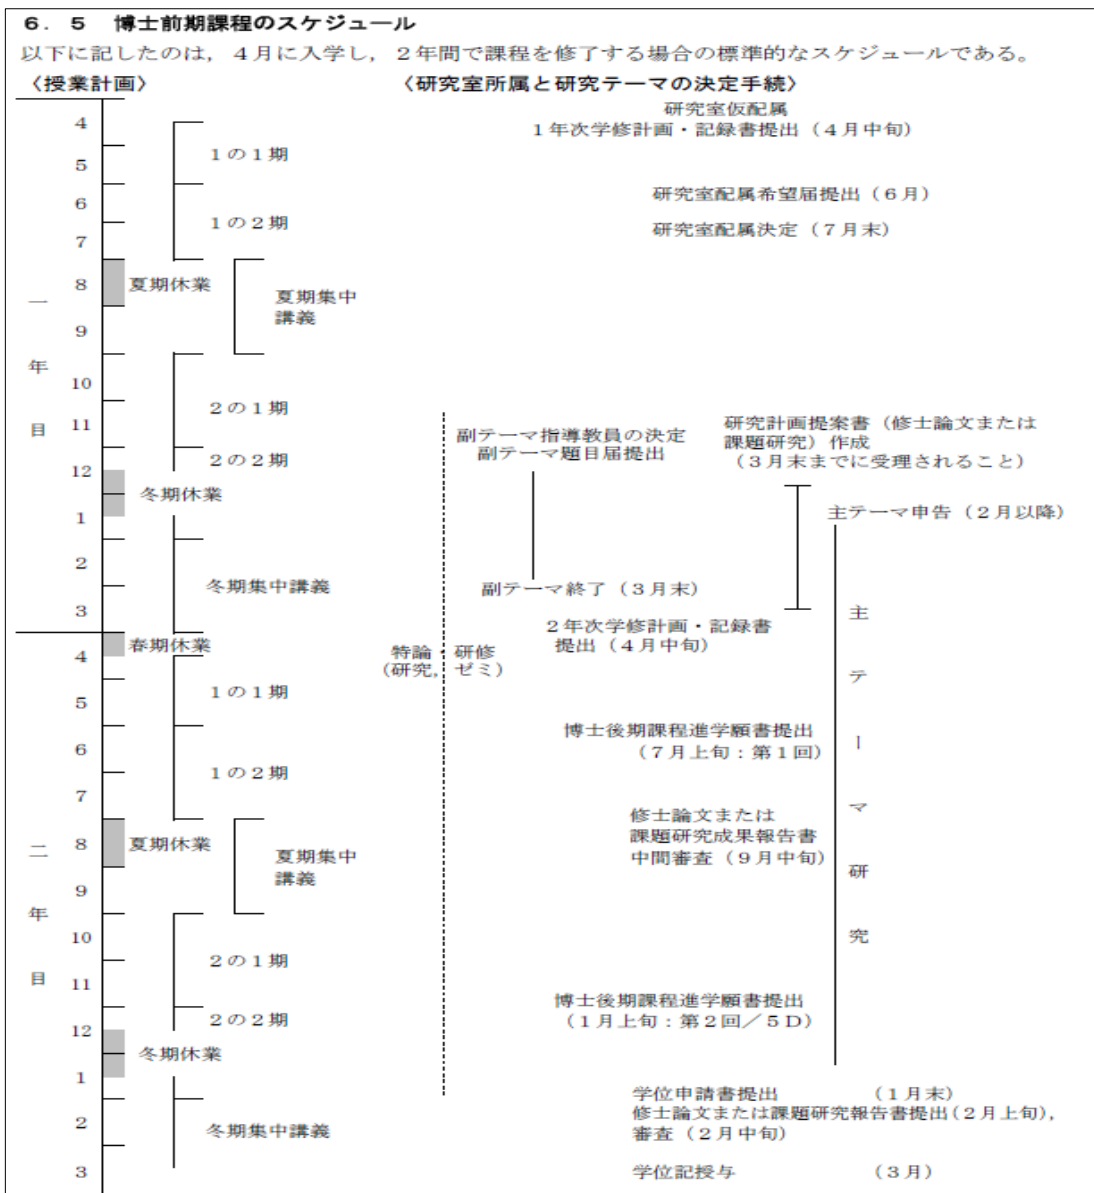 ６．５　博士前期課程のスケジュール
以下に記したのは，４月に入学し，２年間で課程を修了する場合の標準的なスケジュールである。
〈授業計画〉
〈研究室所属と研究テーマの決定手続〉
一年目
4
5
6
7
8
9
10
11
12
1
2
3
１の１期
１の２期
夏期休業
夏期集中
講義
２の１期
２の２期
冬期休業
冬期集中講義
研究室仮配属
１年次学修計画・記録書提出（４月中旬）
研究室配属希望届提出（６月）
研究室配属決定（７月末）
副テーマ指導教員の決定
副テーマ題目届提出
研究計画提案書（修士論文または
課題研究）作成
（３月末までに受理されること）
主テーマ申告（２月以降）
副テーマ終了（３月末）
主テーマ研究
二年目
4
5
6
7
8
9
10
11
12
1
2
3
春期休業
１の１期
１の２期
夏期休業
夏期集中
講義
２の１期
２の２期
冬期休業
冬期集中講義
特論・研修
（研究，ゼミ）
２年次学修計画・記録書
提出（４月中旬）
博士後期課程進学願書提出
（７月上旬：第１回）
修士論文または
課題研究成果報告書
中間審査（９月中旬）
博士後期課程進学願書提出
（１月上旬：第２回／５Ｄ）
学位申請書提出　　　　　（１月末）
修士論文または課題研究報告書提出（２月上旬），
審査（２月中旬）
学位記授与　　　　　　　（３月）